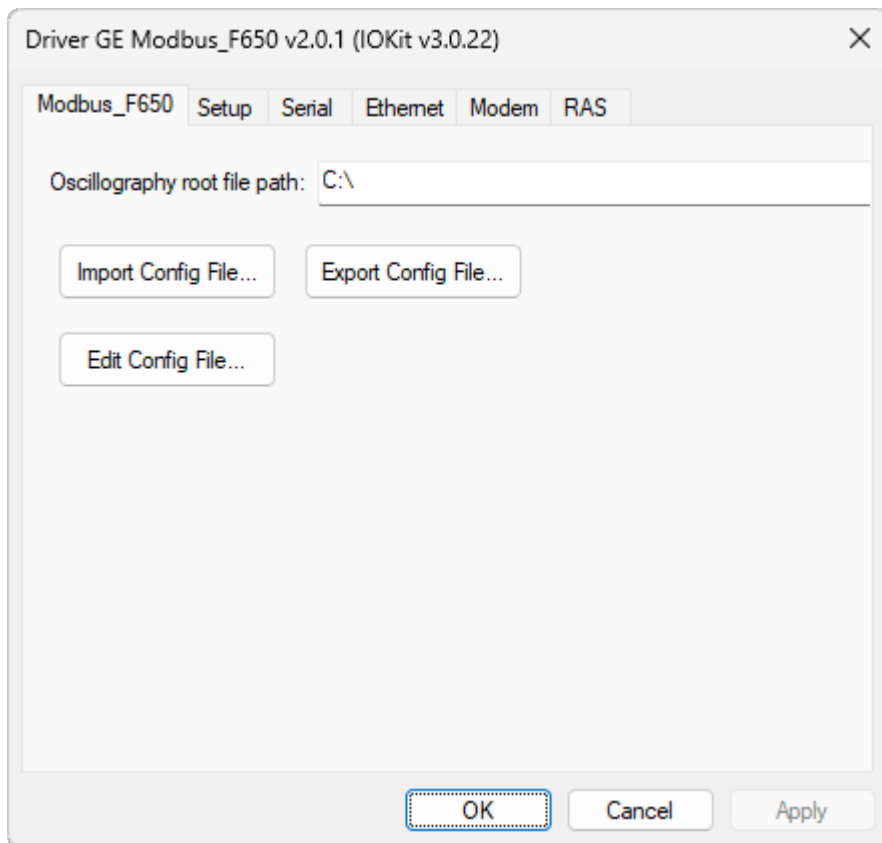 Driver GE Modbus_F650 v2.0.1 (IOKit v3.0.22)
Modbus_F650 Setup Serial Ethernet Modem RAS
Oscillography root file path: C:\
Import Config File... Export Config File...
Edit Config File...
OK Cancel Apply